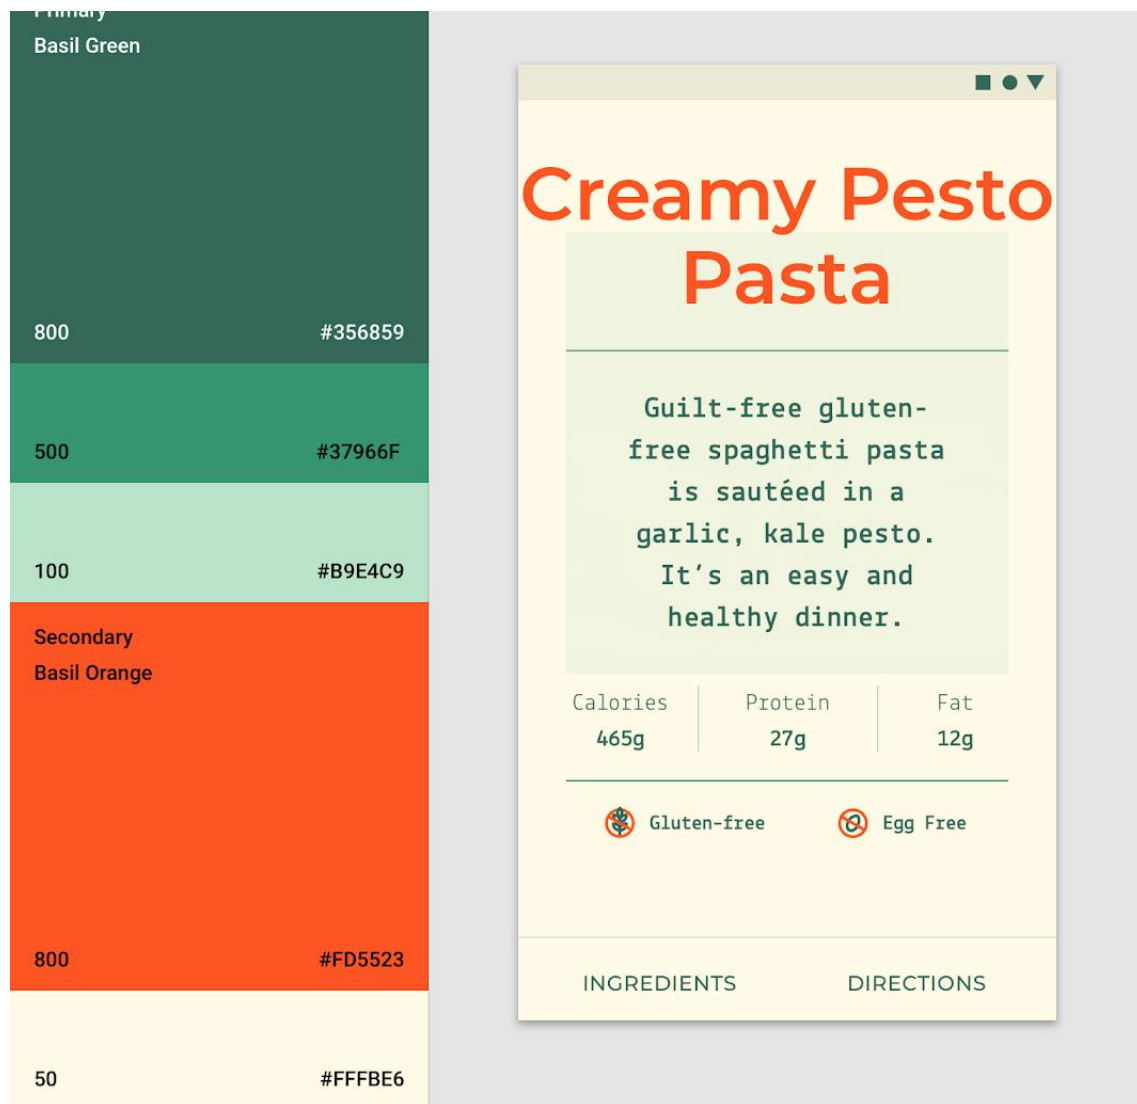 Primary
Basil Green
800 #356859
500 #37966F
100 #B9E4C9
Secondary
Basil Orange
800 #FD5523
50 #FFFBE6
Creamy Pesto
Pasta
Guilt-free gluten-
free spaghetti pasta
is sautéed in a
garlic, kale pesto.
It’s an easy and
healthy dinner.
Calories Protein Fat
465g 27g 12g
Gluten-free Egg Free
INGREDIENTS DIRECTIONS